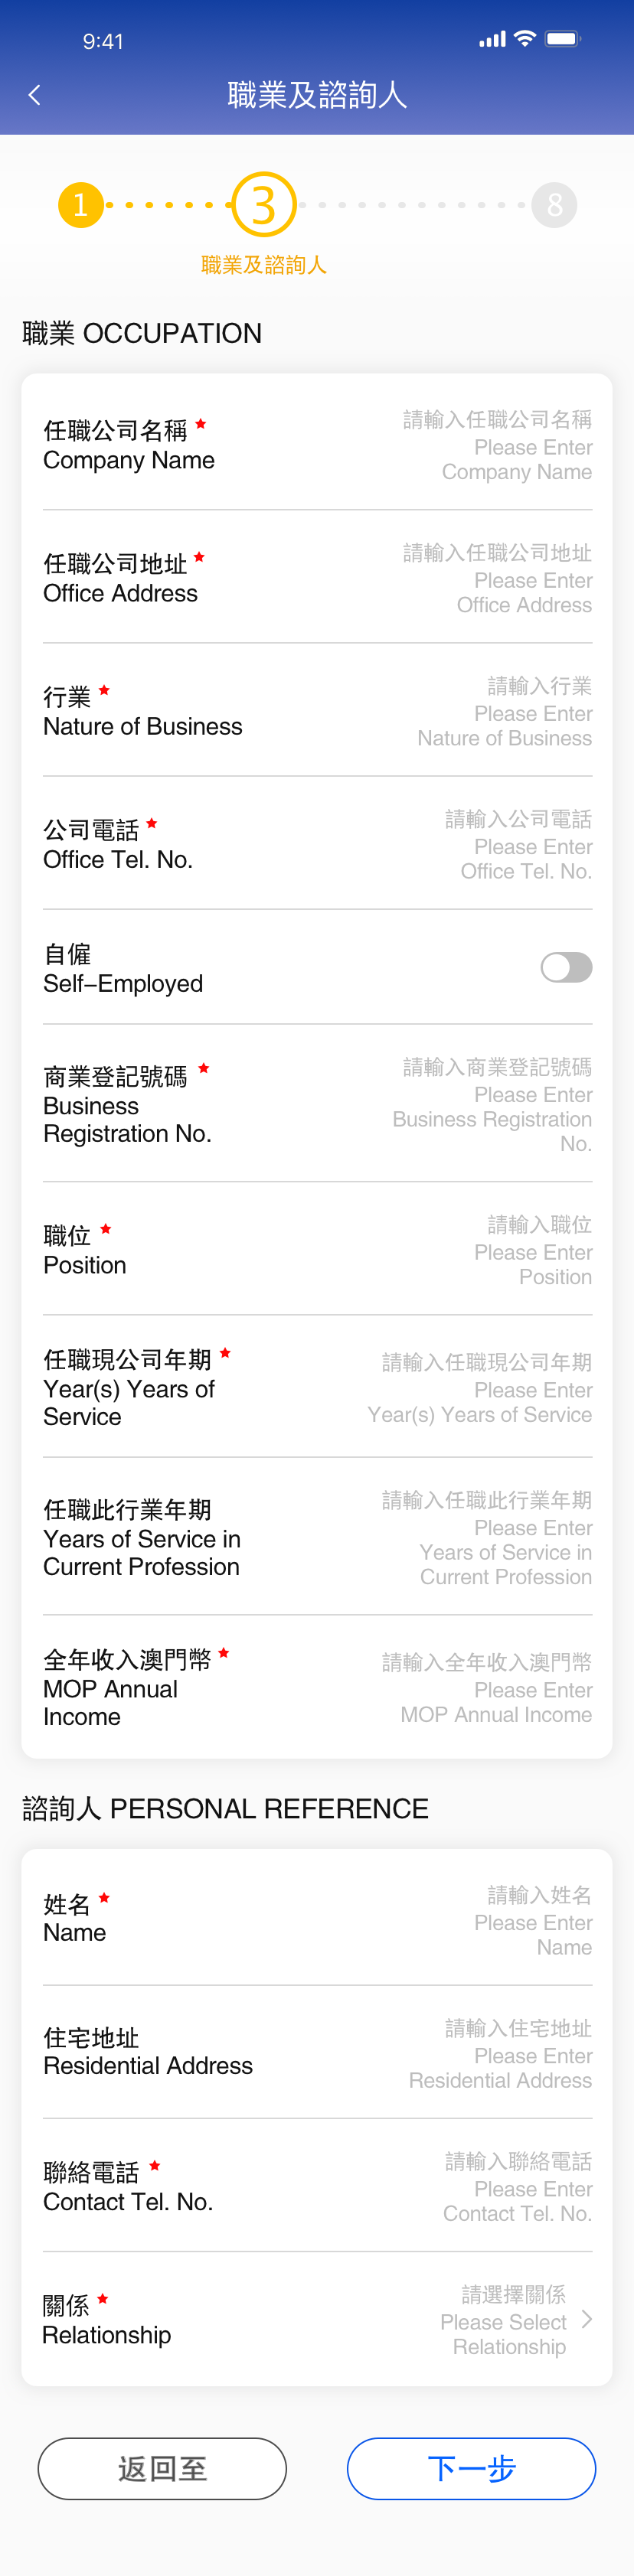 9:41
職業及諮詢人
1
3
8
職業及諮詢人
職業 OCCUPATION
任職公司名稱 ★
Company Name
請輸入任職公司名稱
Please Enter
Company Name
任職公司地址 ★
Office Address
請輸入任職公司地址
Please Enter
Office Address
行業 ★
Nature of Business
請輸入行業
Please Enter
Nature of Business
公司電話 ★
Office Tel. No.
請輸入公司電話
Please Enter
Office Tel. No.
自僱
Self–Employed
商業登記號碼 ★
Business
Registration No.
請輸入商業登記號碼
Please Enter
Business Registration
No.
職位 ★
Position
請輸入職位
Please Enter
Position
任職現公司年期 ★
Year(s) Years of
Service
請輸入任職現公司年期
Please Enter
Year(s) Years of Service
任職此行業年期
Years of Service in
Current Profession
請輸入任職此行業年期
Please Enter
Years of Service in
Current Profession
全年收入澳門幣 ★
MOP Annual
Income
請輸入全年收入澳門幣
Please Enter
MOP Annual Income
諮詢人 PERSONAL REFERENCE
姓名 ★
Name
請輸入姓名
Please Enter
Name
住宅地址
Residential Address
請輸入住宅地址
Please Enter
Residential Address
聯絡電話 ★
Contact Tel. No.
請輸入聯絡電話
Please Enter
Contact Tel. No.
關係 ★
Relationship
請選擇關係
Please Select
Relationship
返回至
下一步